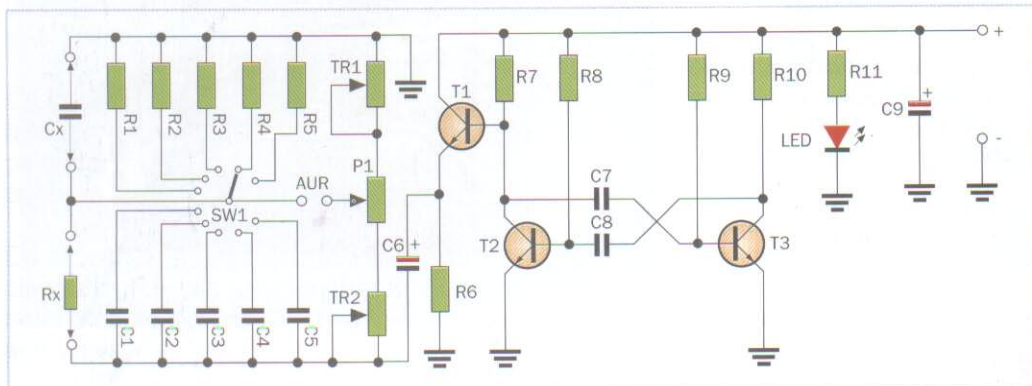 Cx
R1
R2
R3
R4
R5
TR1
P1
TR2
AUR
SW1
Rx
C1
C2
C3
C4
C5
C6
+
T1
R6
R7
R8
C7
C8
T2
R9
R10
T3
R11
LED
C9
+
+
-